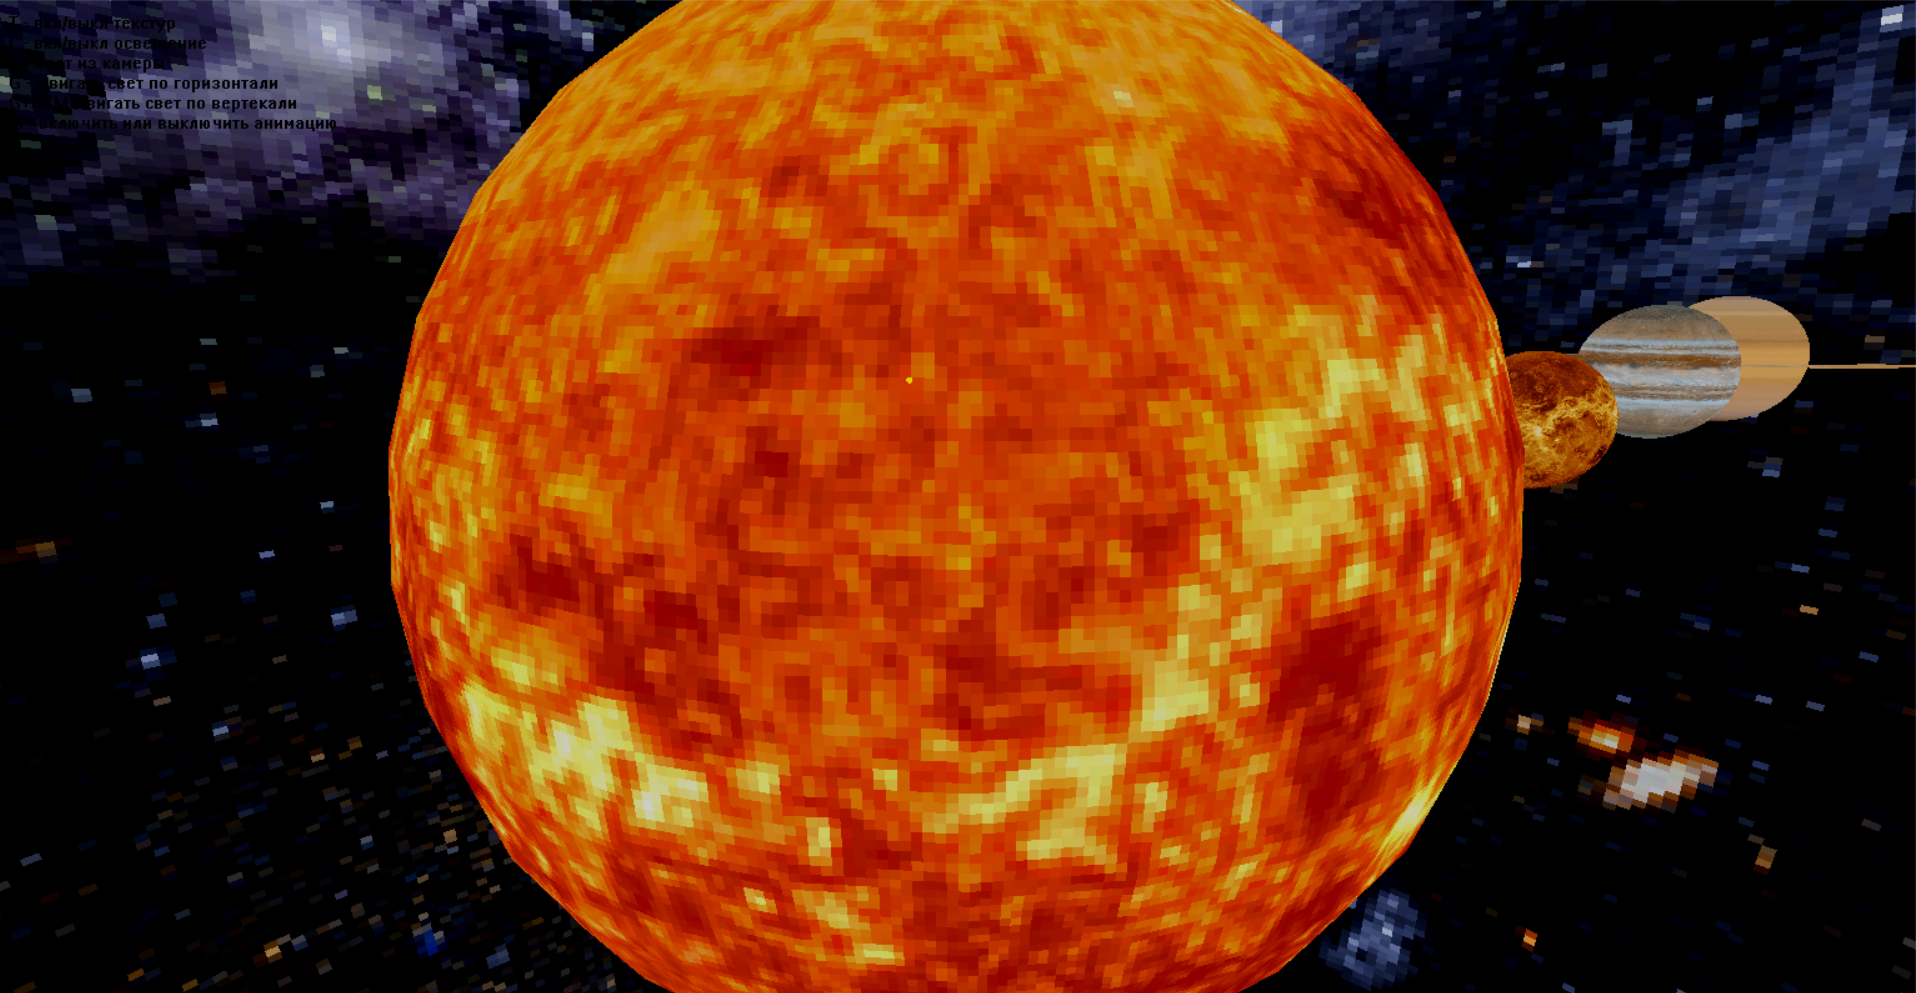 T - вкл/выкл текстур
вкл/выкл освещение
свет из камеры
двигать свет по горизонтали
двигать свет по вертекали
включить или выключить анимацию